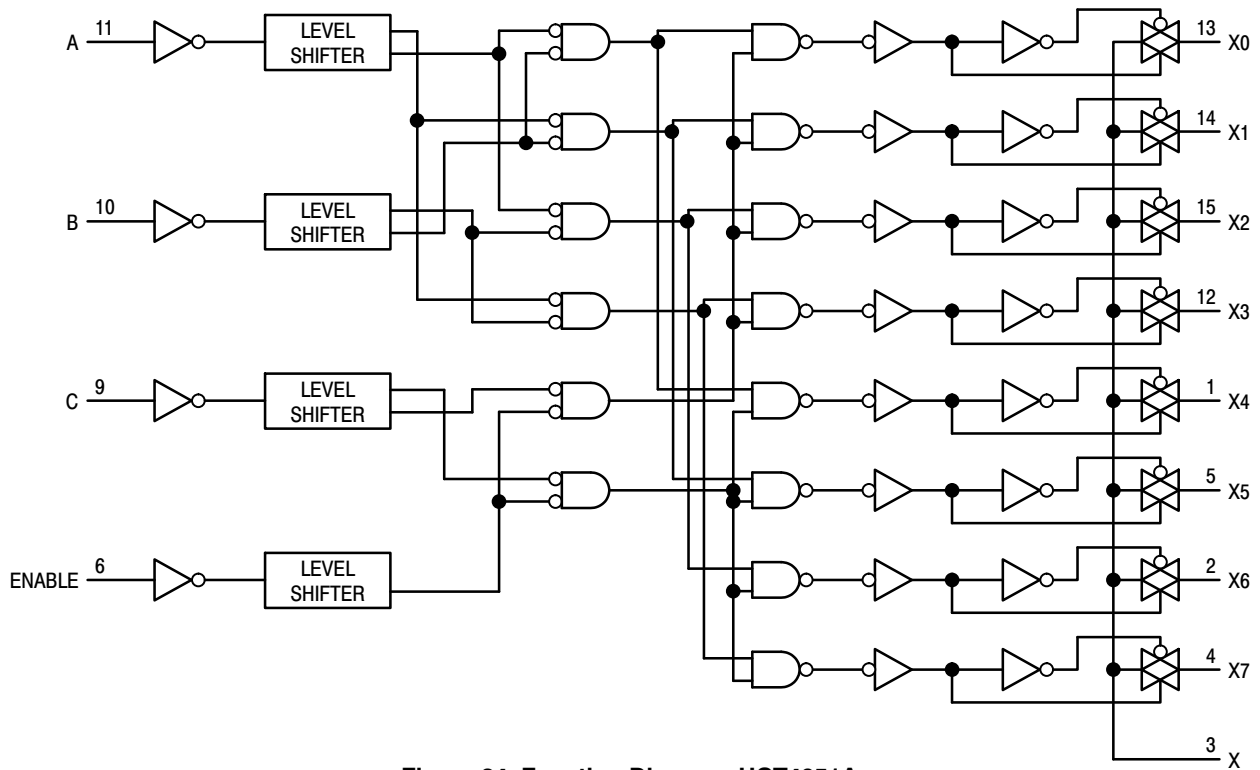 A 11 LEVEL SHIFTER 13 X0
14 X1
B 10 LEVEL SHIFTER 15 X2
12 X3
C 9 LEVEL SHIFTER 1 X4
5 X5
ENABLE 6 LEVEL SHIFTER 2 X6
4 X7
3 X